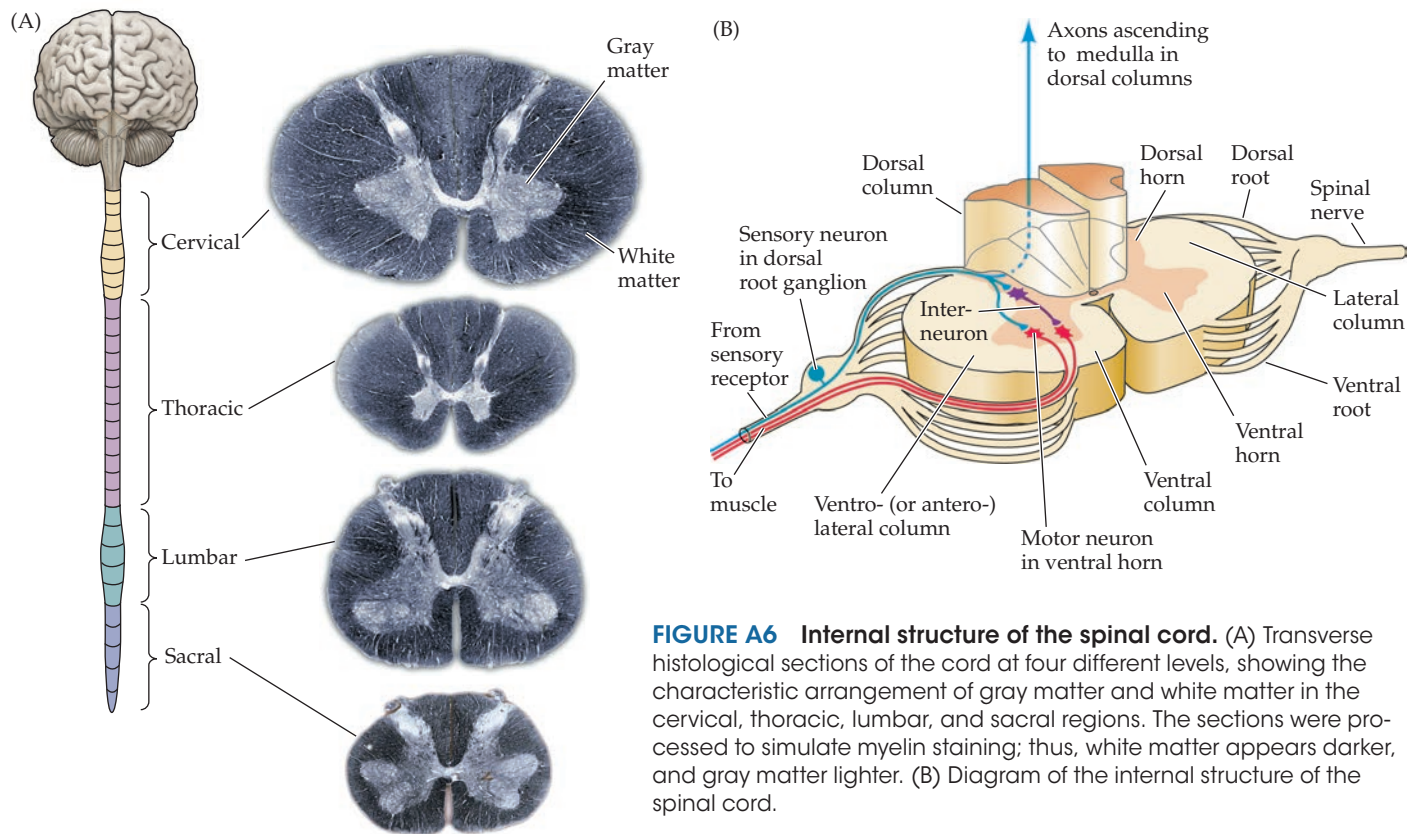 (A)
Gray
matter
White
matter
Cervical
Thoracic
Lumbar
Sacral
(B)
Axons ascending
to medulla in
dorsal columns
Dorsal
column
Dorsal
horn
Dorsal
root
Spinal
nerve
Sensory neuron
in dorsal
root ganglion
Inter-
neuron
Lateral
column
From
sensory
receptor
Ventral
root
Ventral
horn
To
muscle
Ventro- (or antero-)
lateral column
Motor neuron
in ventral horn
Ventral
column
FIGURE A6 Internal structure of the spinal cord. (A) Transverse
histological sections of the cord at four different levels, showing the
characteristic arrangement of gray matter and white matter in the
cervical, thoracic, lumbar, and sacral regions. The sections were pro-
cessed to simulate myelin staining; thus, white matter appears darker,
and gray matter lighter. (B) Diagram of the internal structure of the
spinal cord.